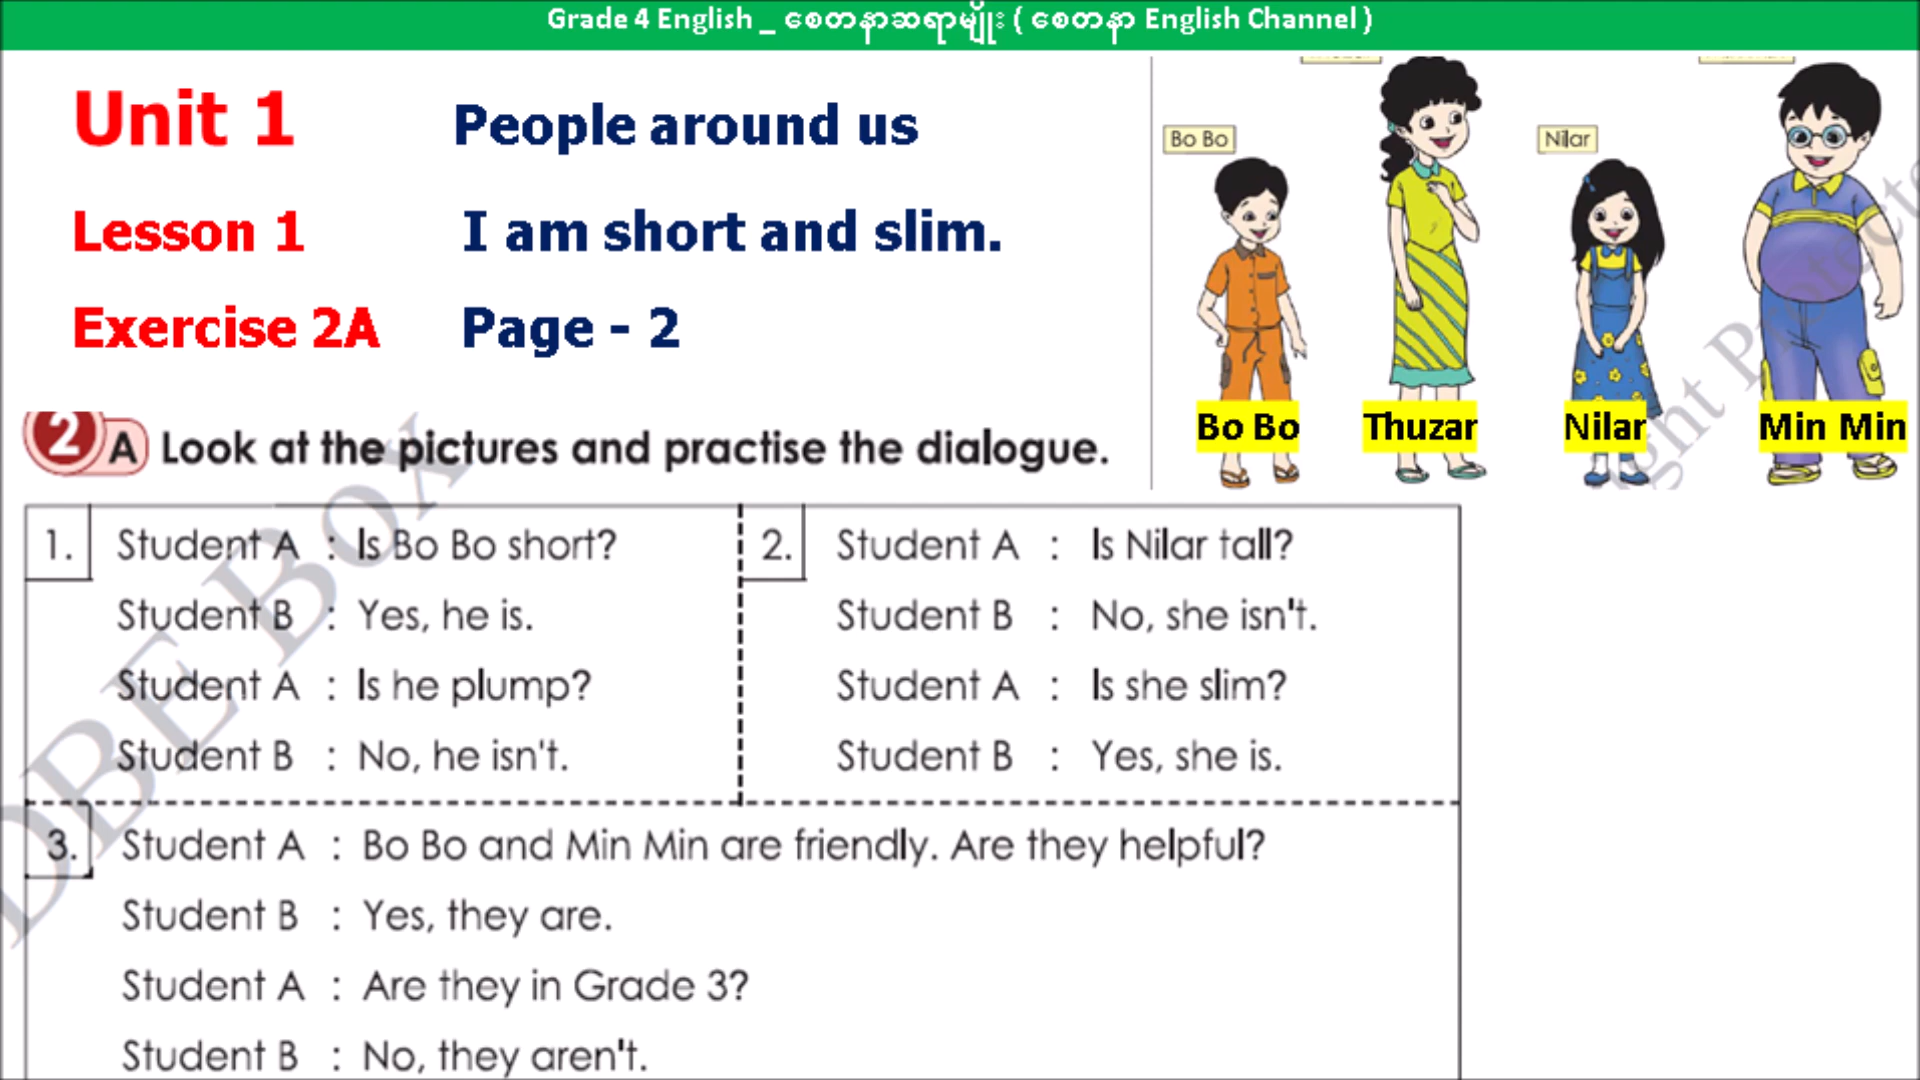 Grade 4 English _ စေတနာဆရာမျိုး ( စေတနာ English Channel )
Unit 1 People around us
Lesson 1 I am short and slim.
Exercise 2A Page - 2
Bo Bo
Nilar
Bo Bo Thuzar Nilar Min Min
2 A Look at the pictures and practise the dialogue.
1. Student A : Is Bo Bo short?
Student B : Yes, he is.
Student A : Is he plump?
Student B : No, he isn't.
2. Student A : Is Nilar tall?
Student B : No, she isn't.
Student A : Is she slim?
Student B : Yes, she is.
3. Student A : Bo Bo and Min Min are friendly. Are they helpful?
Student B : Yes, they are.
Student A : Are they in Grade 3?
Student B : No, they aren't.
DBE Box